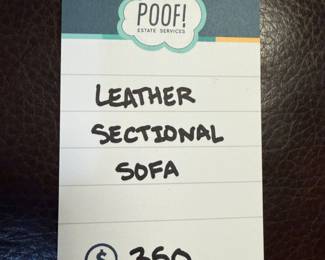 POOF!
ESTATE SERVICES
LEATHER
SECTIONAL
SOFA
$ 350